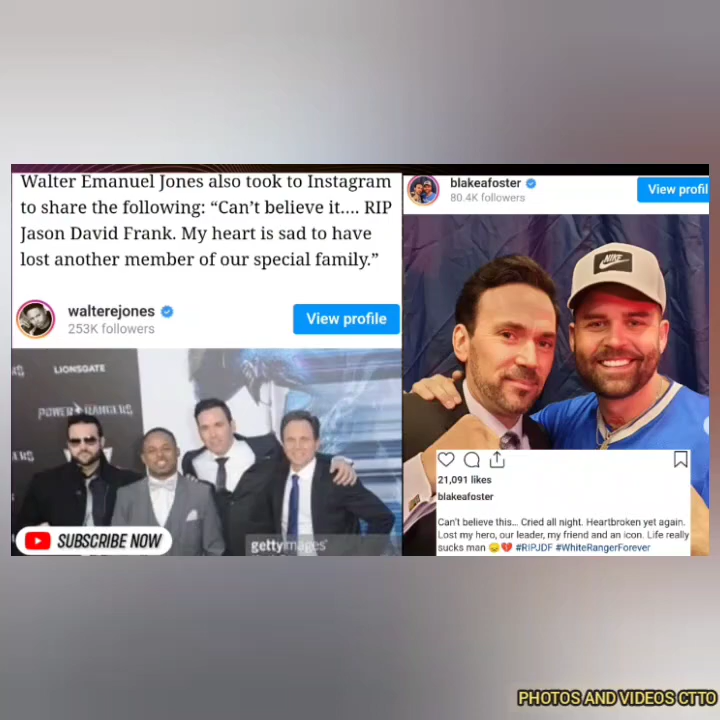 Walter Emanuel Jones also took to Instagram
to share the following: “Can’t believe it.... RIP
Jason David Frank. My heart is sad to have
lost another member of our special family.”
walterejones
253K followers
View profile
LIONSGATE
POWER RANGERS
SUBSCRIBE NOW
gettyimages®
blakeafoster
80.4K followers
View profil
NIKE
21,091 likes
blakeafoster
Can't believe this... Cried all night. Heartbroken yet again.
Lost my hero, our leader, my friend and an icon. Life really
sucks man 😞💔 #RIPJDF #WhiteRangerForever
PHOTOS AND VIDEOS CTTO